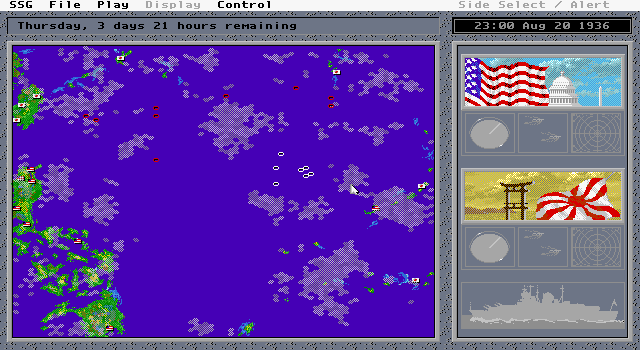 SSG File Play Display Control Side Select / Alert
Thursday, 3 days 21 hours remaining
23:00 Aug 20 1936